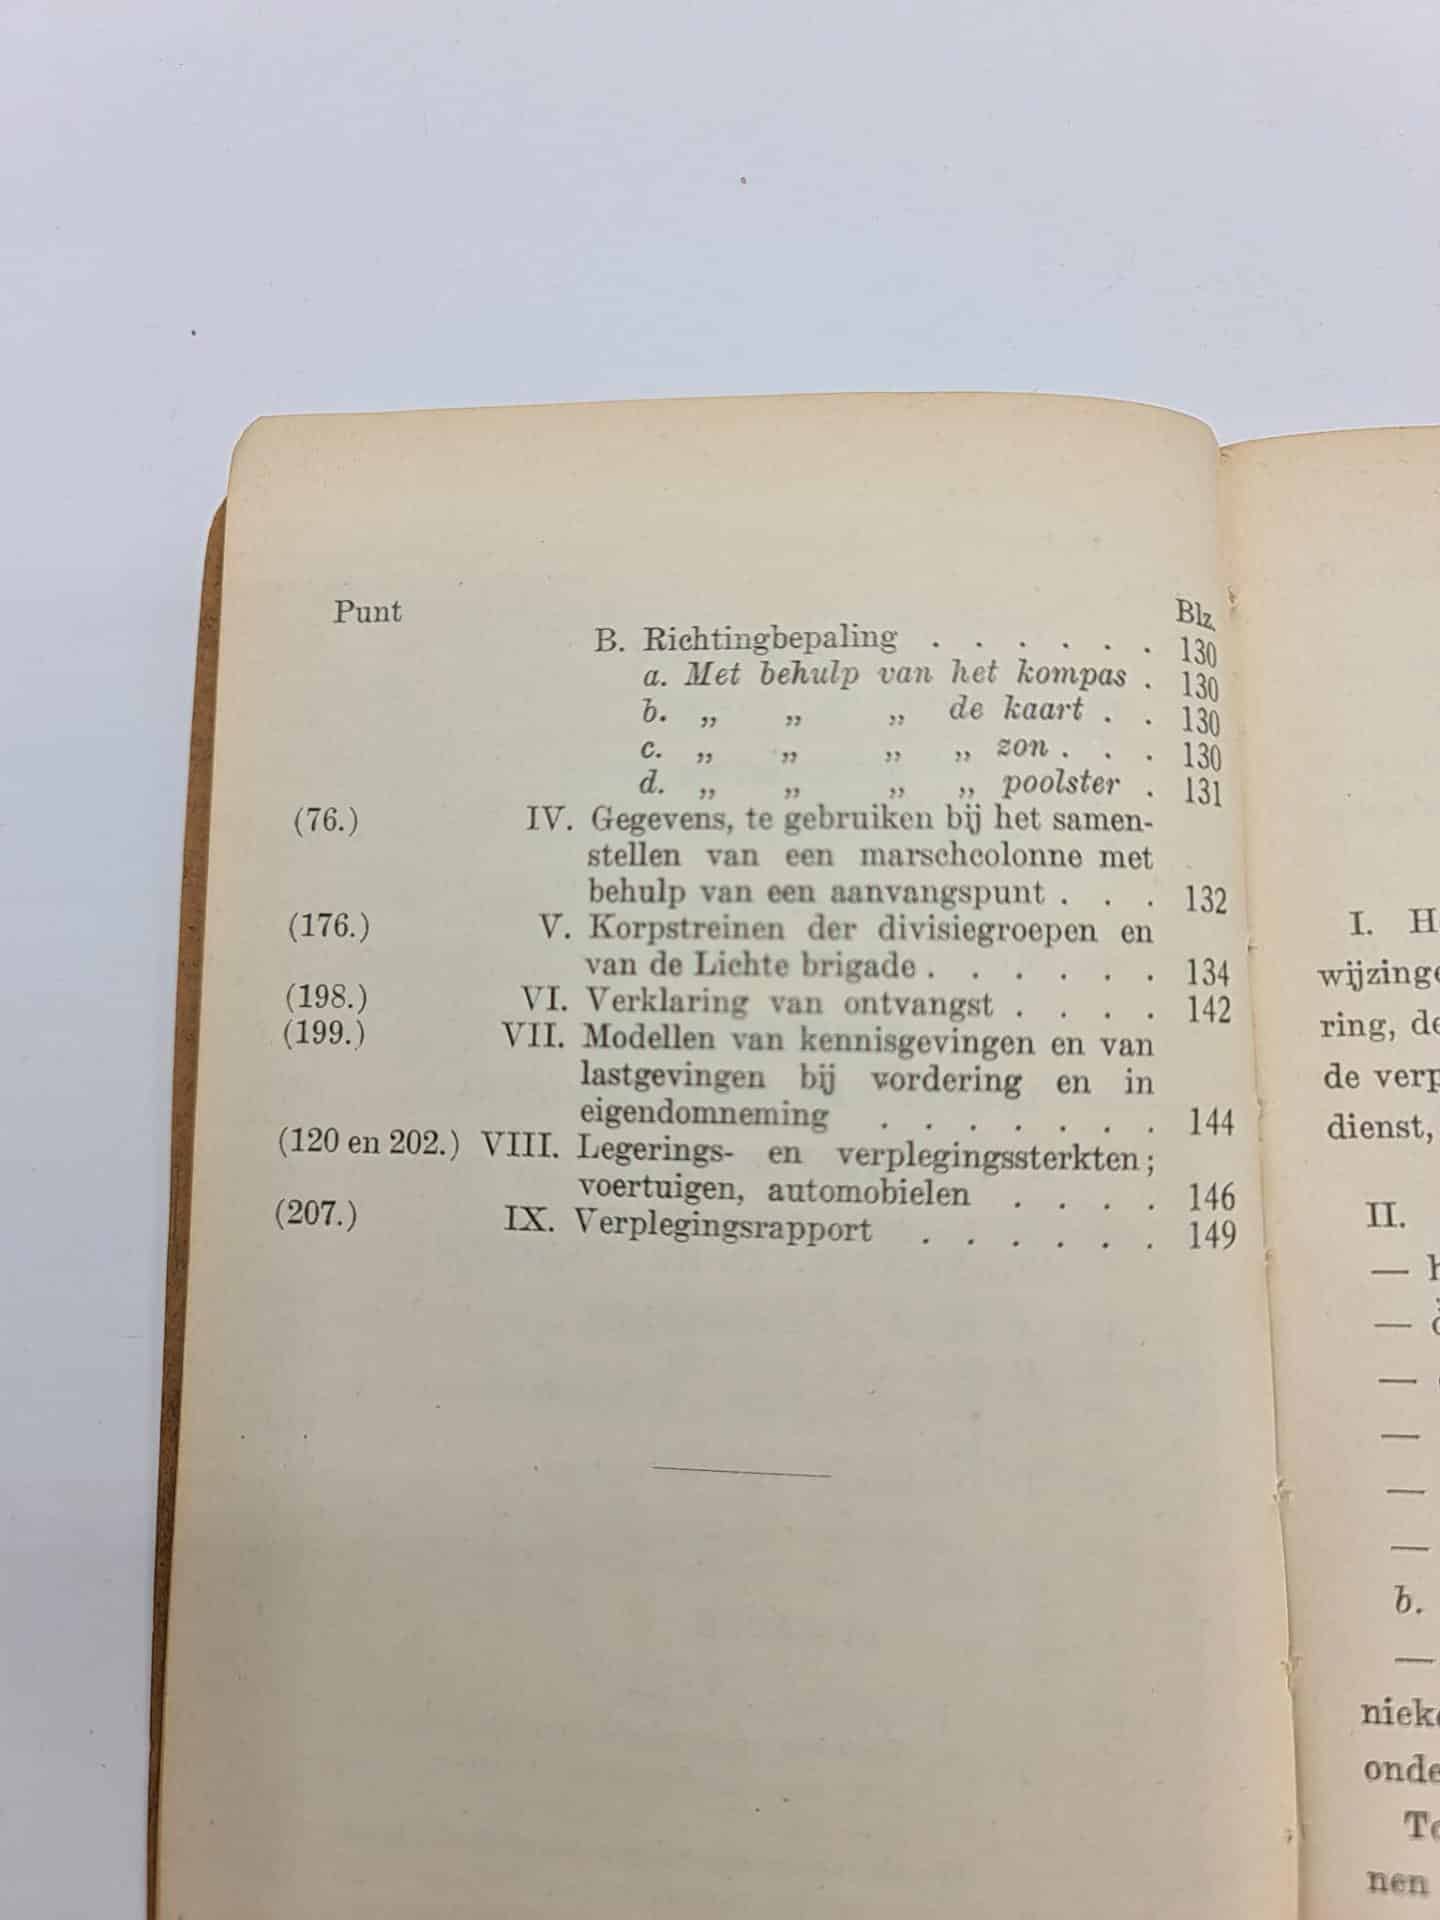 Punt Blz.
B. Richtingbepaling . . . . . . 130
a. Met behulp van het kompas . 130
b. „ „ „ de kaart . . 130
c. „ „ „ „ zon . . . 130
d. „ „ „ „ poolster . 131
(76.) IV. Gegevens, te gebruiken bij het samen-
stellen van een marschcolonne met
behulp van een aanvangspunt . . . 132
(176.) V. Korpstreinen der divisiegroepen en
van de Lichte brigade . . . . . . 134
(198.) VI. Verklaring van ontvangst . . . . 142
(199.) VII. Modellen van kennisgevingen en van
lastgevingen bij vordering en in
eigendomneming . . . . . . . 144
(120 en 202.) VIII. Legerings- en verplegingssterkten;
voertuigen, automobielen . . . . 146
(207.) IX. Verplegingsrapport . . . . . . 149
I.
ring,
de
dienst,
II.
—
—
—
—
—
—
b.
—
nen